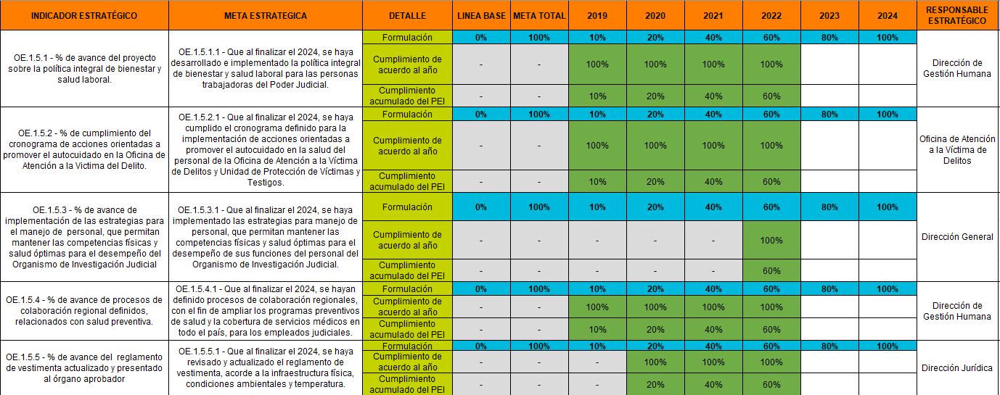 INDICADOR ESTRATÉGICO META ESTRATEGICA DETALLE LINEA BASE META TOTAL 2019 2020 2021 2022 2023 2024 RESPONSABLE ESTRATÉGICO
OE.1.5.1 - % de avance del proyecto
sobre la política integral de bienestar y
salud laboral.
OE.1.5.1.1 - Que al finalizar el 2024, se haya
desarrollado e implementado la política integral
de bienestar y salud laboral para las personas
trabajadoras del Poder Judicial.
Formulación 0% 100% 10% 20% 40% 60% 80% 100%
Cumplimiento de
acuerdo al año - - 100% 100% 100% 100%
Cumplimiento
acumulado del PEI - - 10% 20% 40% 60%
Dirección de
Gestión Humana
OE.1.5.2 - % de cumplimiento del
cronograma de acciones orientadas a
promover el autocuidado en la Oficina de
Atención a la Victima del Delito.
OE.1.5.2.1 - Que al finalizar el 2024, se haya
cumplido el cronograma definido para la
implementación de acciones orientadas a
promover el autocuidado en la salud del
personal de la Oficina de Atención a la Víctima
de Delitos y Unidad de Protección de Víctimas y
Testigos.
Formulación 0% 100% 10% 20% 40% 60% 80% 100%
Cumplimiento de
acuerdo al año - - 100% 100% 100% 100%
Cumplimiento
acumulado del PEI - - 10% 20% 40% 60%
Oficina de Atención
a la Víctima de
Delitos
OE.1.5.3 - % de avance de
implementación de las estrategias para
el manejo de personal, que permitan
mantener las competencias físicas y
salud óptimas para el desempeño del
Organismo de Investigación Judicial
OE.1.5.3.1 - Que al finalizar el 2024, se haya
implementado las estrategias para manejo de
personal, que permitan mantener las
competencias físicas y salud óptimas para el
desempeño de sus funciones del personal del
Organismo de Investigación Judicial.
Formulación 0% 100% 10% 20% 40% 60% 80% 100%
Cumplimiento de
acuerdo al año - - - - - 100%
Cumplimiento
acumulado del PEI - - - - - 60%
Dirección General
OE.1.5.4 - % de avance de procesos de
colaboración regional definidos,
relacionados con salud preventiva.
OE.1.5.4.1 - Que al finalizar el 2024, se hayan
definido procesos de colaboración regionales,
con el fin de ampliar los programas preventivos
de salud y la cobertura de servicios médicos en
todo el país, para los empleados judiciales.
Formulación 0% 100% 10% 20% 40% 60% 80% 100%
Cumplimiento de
acuerdo al año - - 100% 100% 100% 100%
Cumplimiento
acumulado del PEI - - 10% 20% 40% 60%
Dirección de
Gestión Humana
OE.1.5.5 - % de avance del reglamento
de vestimenta actualizado y presentado
al órgano aprobador
OE.1.5.5.1 - Que al finalizar el 2024, se haya
revisado y actualizado el reglamento de
vestimenta, acorde a la infraestructura física,
condiciones ambientales y temperatura.
Formulación 0% 100% 10% 20% 40% 60% 80% 100%
Cumplimiento de
acuerdo al año - - - 100% 100% 100%
Cumplimiento
acumulado del PEI - - - 20% 40% 60%
Dirección Jurídica